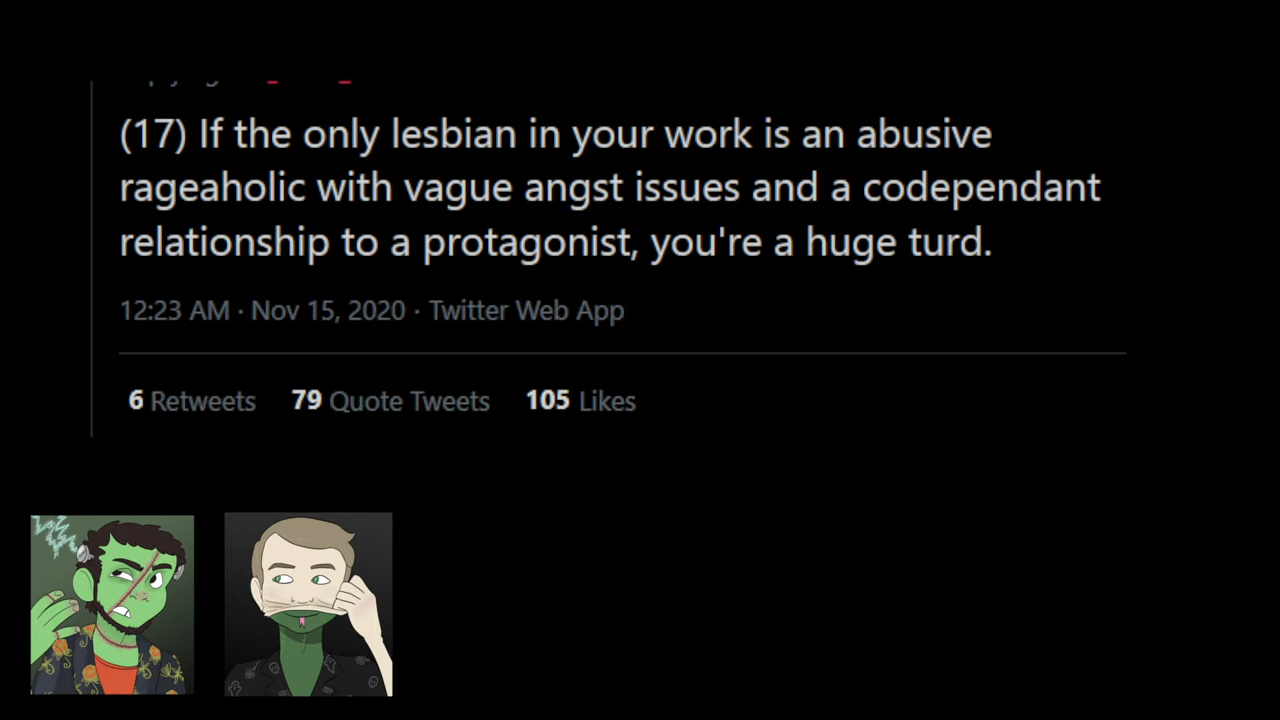 (17) If the only lesbian in your work is an abusive
rageaholic with vague angst issues and a codependant
relationship to a protagonist, you're a huge turd.
12:23 AM · Nov 15, 2020 · Twitter Web App
6 Retweets 79 Quote Tweets 105 Likes